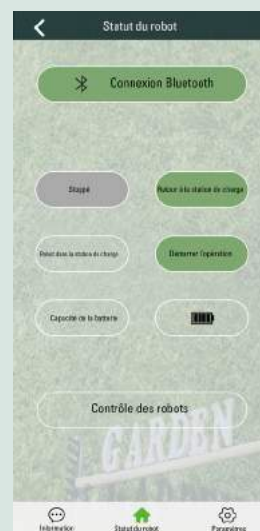 Statut du robot
Connexion Bluetooth
Stoppé
Retour à la station de charge
Robot dans la station de charge
Démarrer l'opération
Capacité de la batterie
Contrôle des robots
GARDEN
Information
Statut du robot
Paramètres